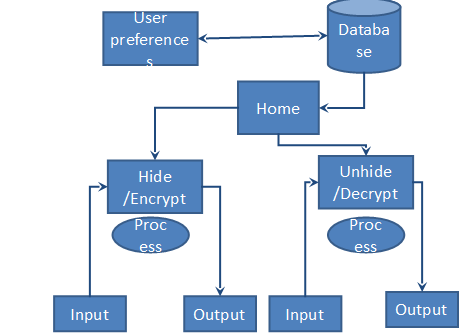 User
preference
s
Databa
se
Home
Hide
/Encrypt
Unhide
/Decrypt
Proc
ess
Proc
ess
Input
Output
Input
Output